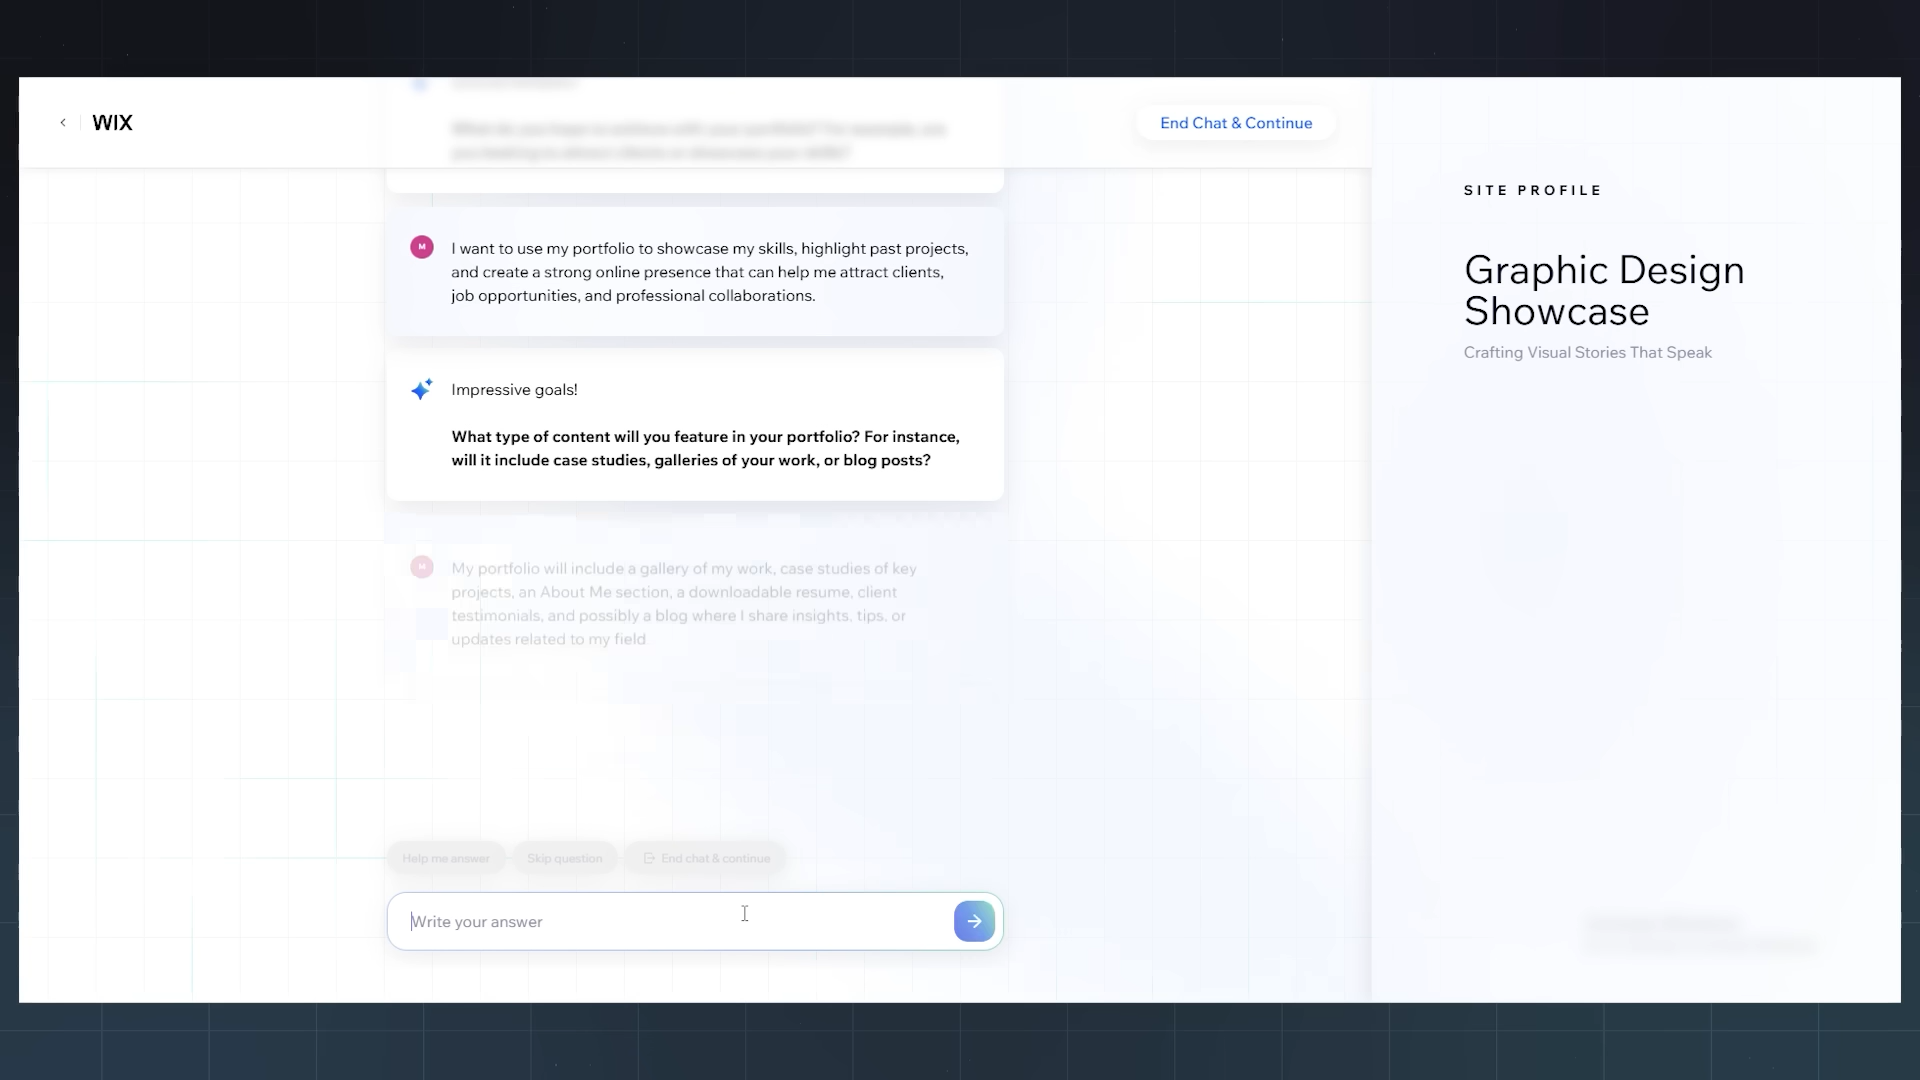 WIX
End Chat & Continue
I want to use my portfolio to showcase my skills, highlight past projects,
and create a strong online presence that can help me attract clients,
job opportunities, and professional collaborations.
M
Impressive goals!
What type of content will you feature in your portfolio? For instance,
will it include case studies, galleries of your work, or blog posts?
M
My portfolio will include a gallery of my work, case studies of key
projects, an About Me section, a downloadable resume, client
testimonials, and possibly a blog where I share insights, tips, or
updates related to my field
Help me answer
Skip question
End chat & continue
Write your answer
SITE PROFILE
Graphic Design
Showcase
Crafting Visual Stories That Speak